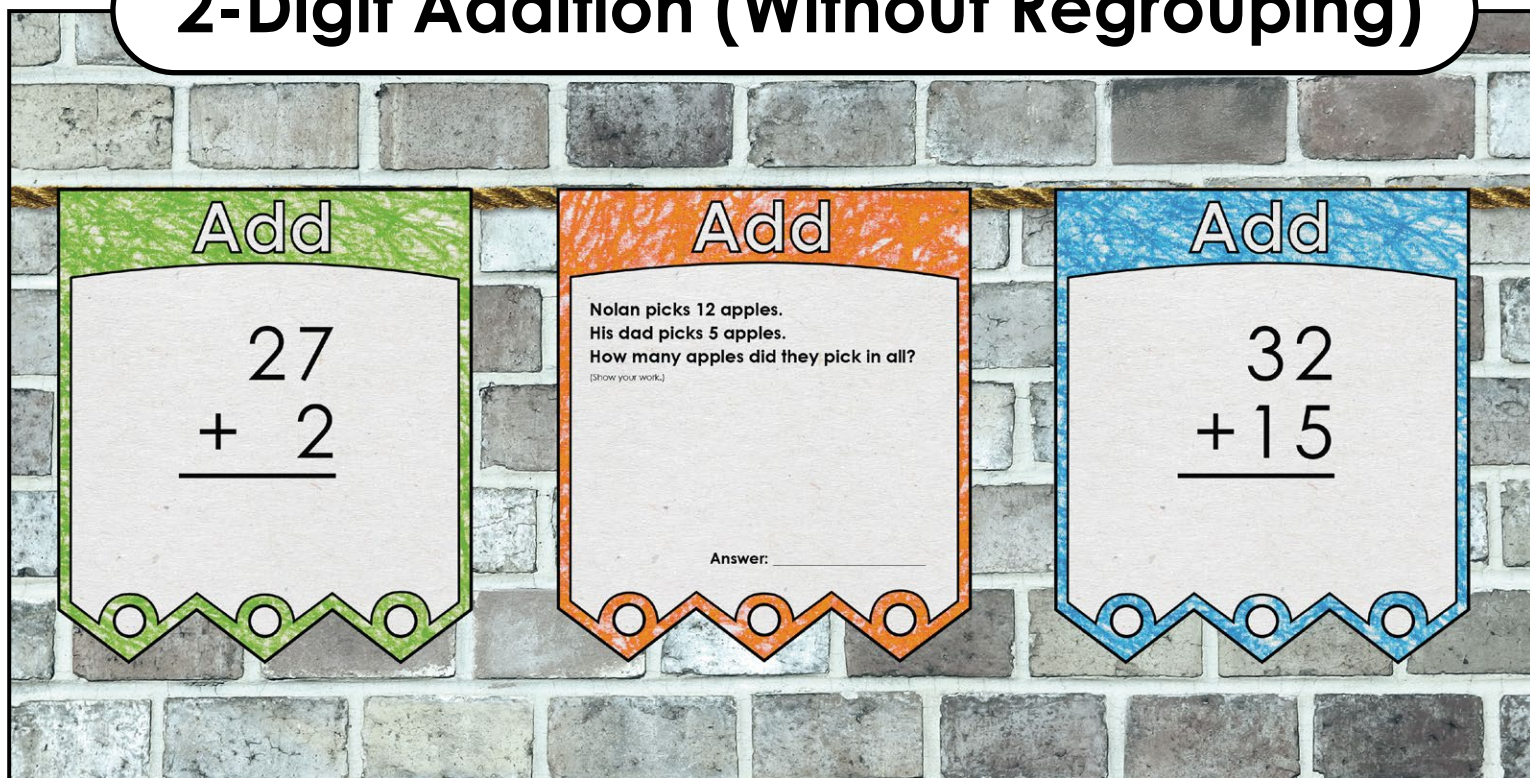 2-Digit Addition (Without Regrouping)
Add
27
+ 2
Add
Nolan picks 12 apples.
His dad picks 5 apples.
How many apples did they pick in all?
(Show your work.)
Answer:
Add
32
+15